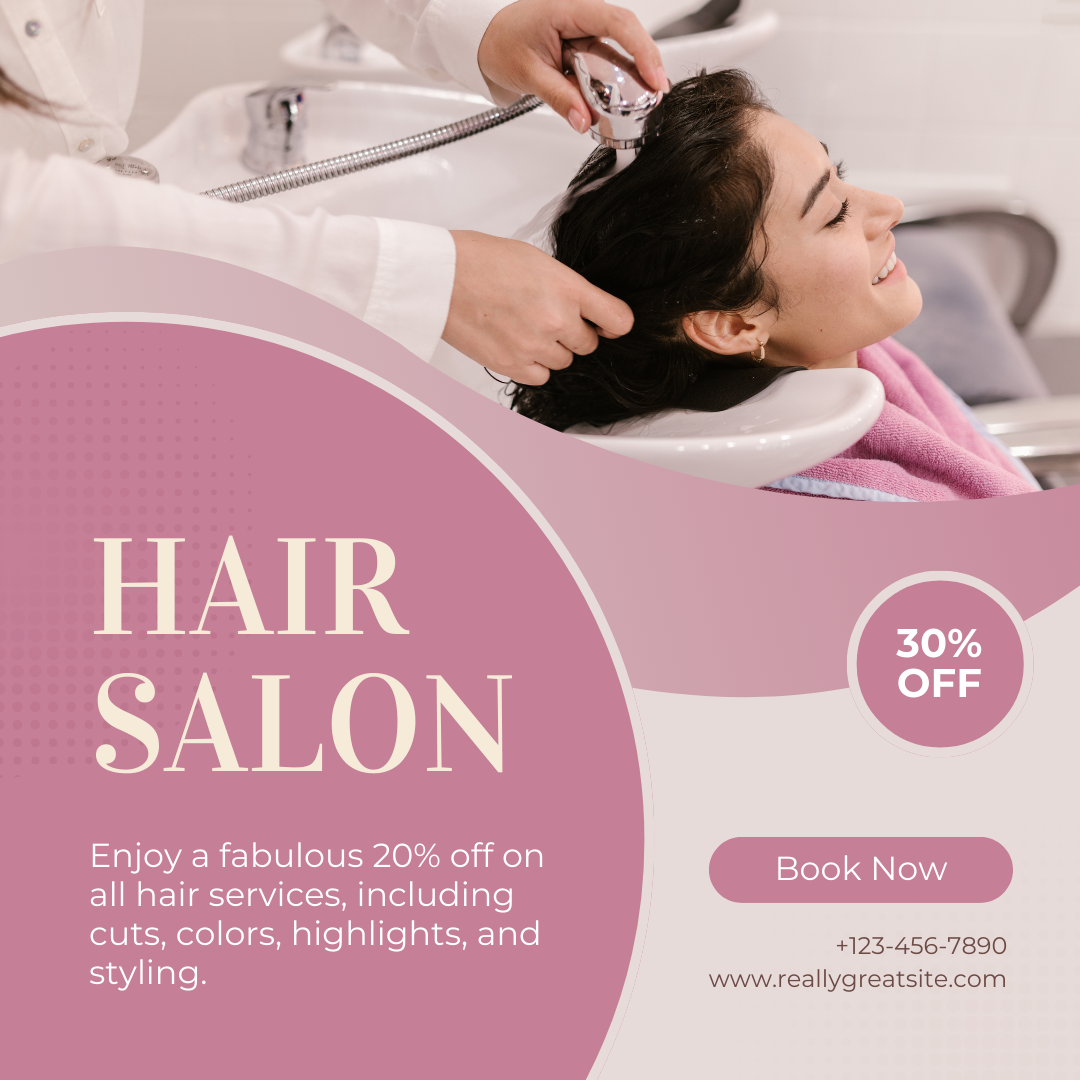 HAIR
SALON
Enjoy a fabulous 20% off on
all hair services, including
cuts, colors, highlights, and
styling.
30%
OFF
Book Now
+123-456-7890
www.reallygreatsite.com